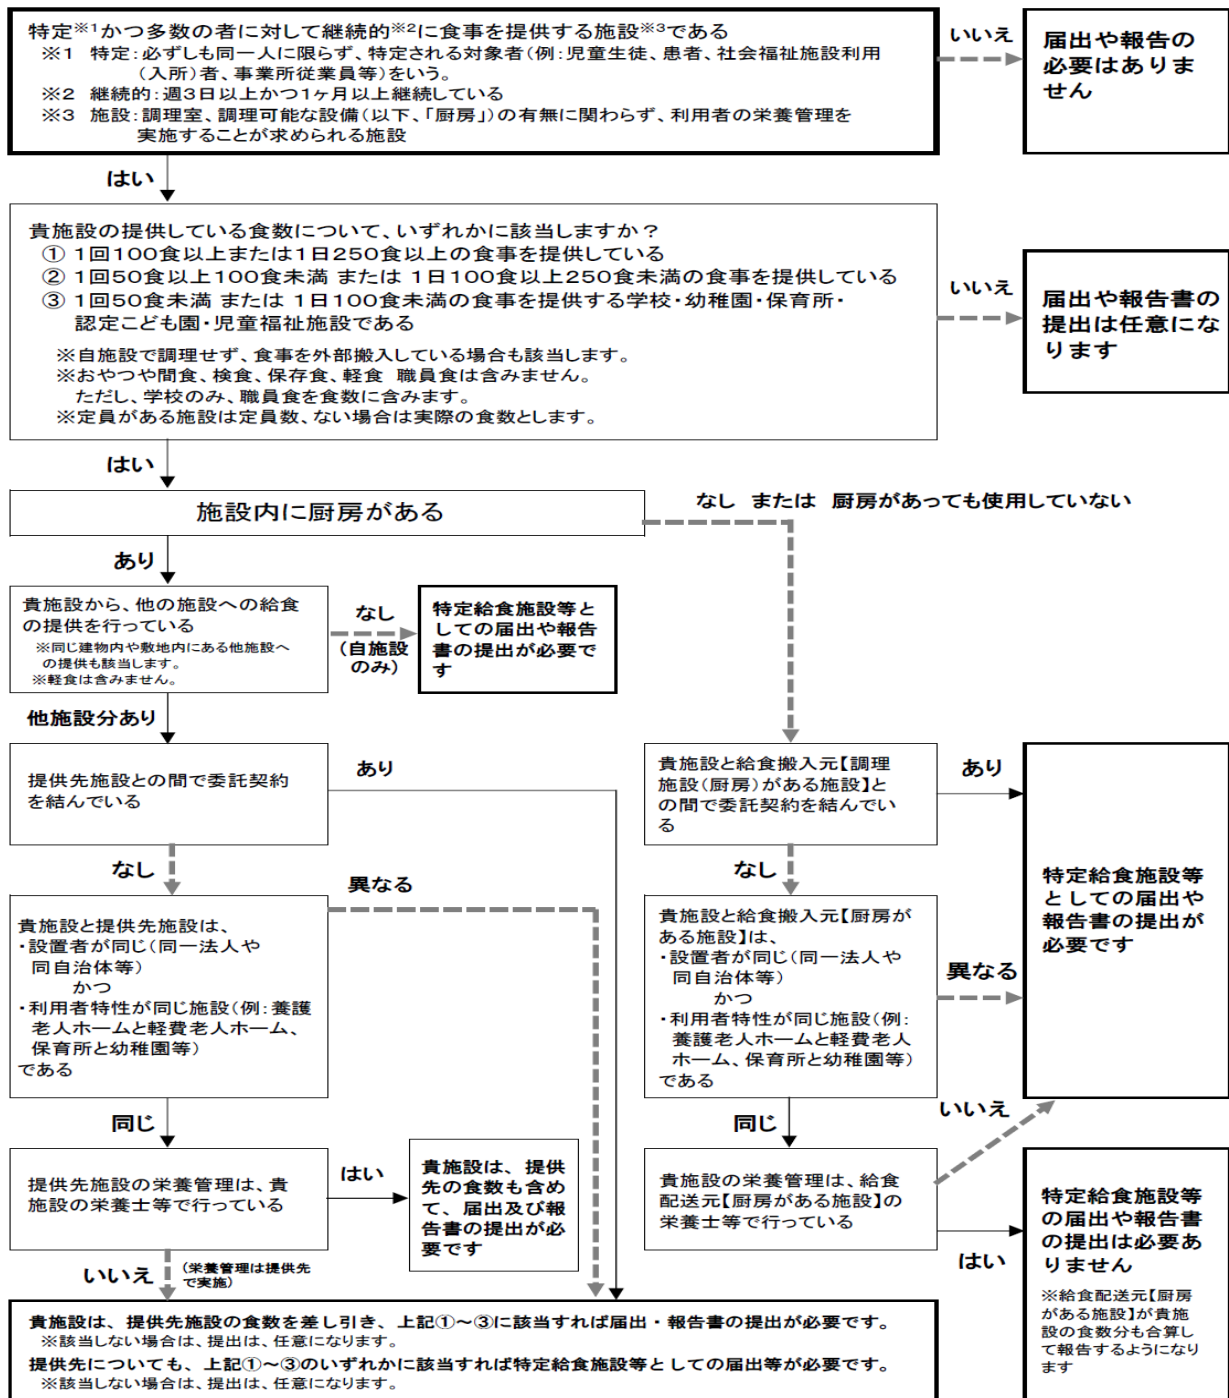 特定※1かつ多数の者に対して継続的※2に食事を提供する施設※3である
※1 特定:必ずしも同一人に限らず、特定される対象者(例:児童生徒、患者、社会福祉施設利用
(入所)者、事業所従業員等)をいう。
※2 継続的:週3日以上かつ1ヶ月以上継続している
※3 施設:調理室、調理可能な設備(以下、「厨房」)の有無に関わらず、利用者の栄養管理を
実施することが求められる施設
いいえ
届出や報告の
必要はありま
せん
はい
貴施設の提供している食数について、いずれかに該当しますか？
① 1回100食以上または1日250食以上の食事を提供している
② 1回50食以上100食未満 または 1日100食以上250食未満の食事を提供している
③ 1回50食未満 または 1日100食未満の食事を提供する学校・幼稚園・保育所・
認定こども園・児童福祉施設である
※自施設で調理せず、食事を外部搬入している場合も該当します。
※おやつや間食、検食、保存食、軽食 職員食は含みません。
ただし、学校のみ、職員食を食数に含みます。
※定員がある施設は定員数、ない場合は実際の食数とします。
いいえ
届出や報告書の
提出は任意にな
ります
はい
施設内に厨房がある
なし または 厨房があっても使用していない
あり
貴施設から、他の施設への給食
の提供を行っている
※同じ建物内や敷地内にある他施設へ
の提供も該当します。
※軽食は含みません。
なし
(自施設
のみ)
特定給食施設等と
しての届出や報告
書の提出が必要で
す
他施設分あり
提供先施設との間で委託契約
を結んでいる
あり
貴施設と給食搬入元【調理
施設(厨房)がある施設】と
の間で委託契約を結んでい
る
あり
特定給食施設等
としての届出や
報告書の提出が
必要です
なし
異なる
貴施設と提供先施設は、
・設置者が同じ(同一法人や
同自治体等)
かつ
・利用者特性が同じ施設(例:養護
老人ホームと軽費老人ホーム、
保育所と幼稚園等)
である
なし
貴施設と給食搬入元【厨房が
ある施設】は、
・設置者が同じ(同一法人や
同自治体等)
かつ
・利用者特性が同じ施設(例:
養護老人ホームと軽費老人
ホーム、保育所と幼稚園等)
である
異なる
同じ
提供先施設の栄養管理は、貴
施設の栄養士等で行っている
はい
貴施設は、提供
先の食数も含め
て、届出及び報
告書の提出が必
要です
同じ
いいえ
貴施設の栄養管理は、給食
配送元【厨房がある施設】の
栄養士等で行っている
はい
特定給食施設等
の届出や報告書
の提出は必要あ
りません
※給食配送元【厨房
がある施設】が貴施
設の食数分も合算し
て報告するようになり
ます
いいえ
(栄養管理は提供先
で実施)
貴施設は、提供先施設の食数を差し引き、上記①～③に該当すれば届出・報告書の提出が必要です。
※該当しない場合は、提出は、任意になります。
提供先についても、上記①～③のいずれかに該当すれば特定給食施設等としての届出等が必要です。
※該当しない場合は、提出は、任意になります。